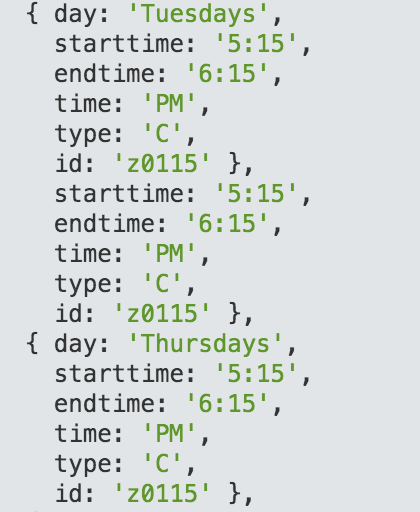 { day: 'Tuesdays',
starttime: '5:15',
endtime: '6:15',
time: 'PM',
type: 'C',
id: 'z0115' },
starttime: '5:15',
endtime: '6:15',
time: 'PM',
type: 'C',
id: 'z0115' },
{ day: 'Thursdays',
starttime: '5:15',
endtime: '6:15',
time: 'PM',
type: 'C',
id: 'z0115' },